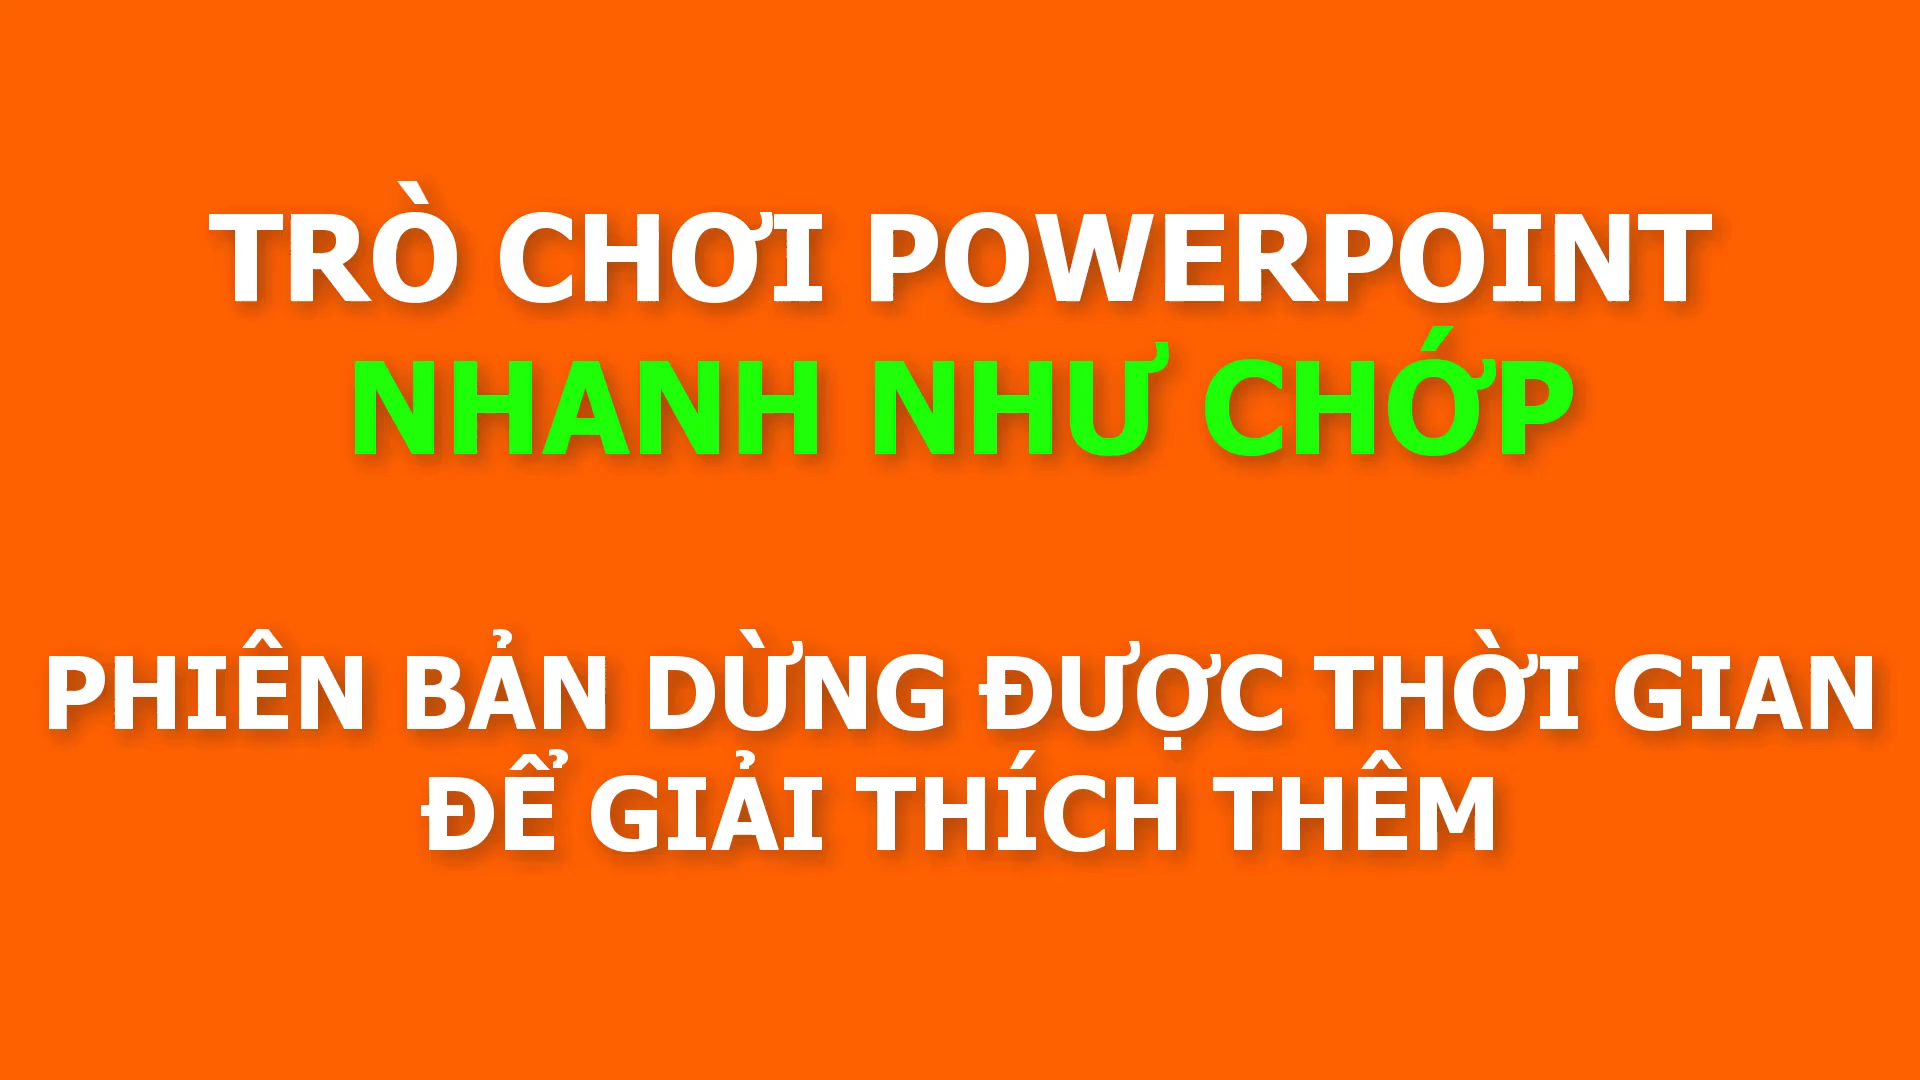 TRÒ CHƠI POWERPOINT
NHANH NHƯ CHỚP
PHIÊN BẢN DỪNG ĐƯỢC THỜI GIAN
ĐỂ GIẢI THÍCH THÊM